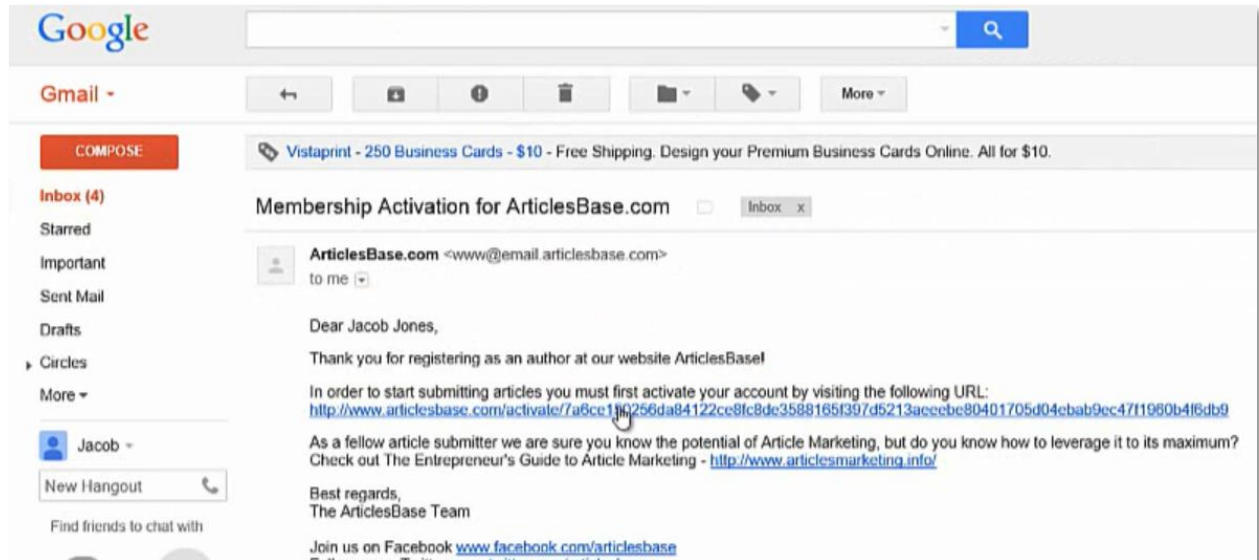 Google
Gmail
More
COMPOSE
Vistaprint - 250 Business Cards - $10 - Free Shipping. Design your Premium Business Cards Online. All for $10.
Inbox (4)
Membership Activation for ArticlesBase.com
Inbox x
Starred
Important
Sent Mail
Drafts
Circles
More
ArticlesBase.com <www@email.articlesbase.com>
to me
Dear Jacob Jones,
Thank you for registering as an author at our website ArticlesBase!
In order to start submitting articles you must first activate your account by visiting the following URL:
As a fellow article submitter we are sure you know the potential of Article Marketing, but do you know how to leverage it to its maximum?
Check out The Entrepreneur's Guide to Article Marketing - http://www.articlesmarketing.info/
Best regards,
The ArticlesBase Team
Join us on Facebook www.facebook.com/articlesbase
Jacob
New Hangout
Find friends to chat with